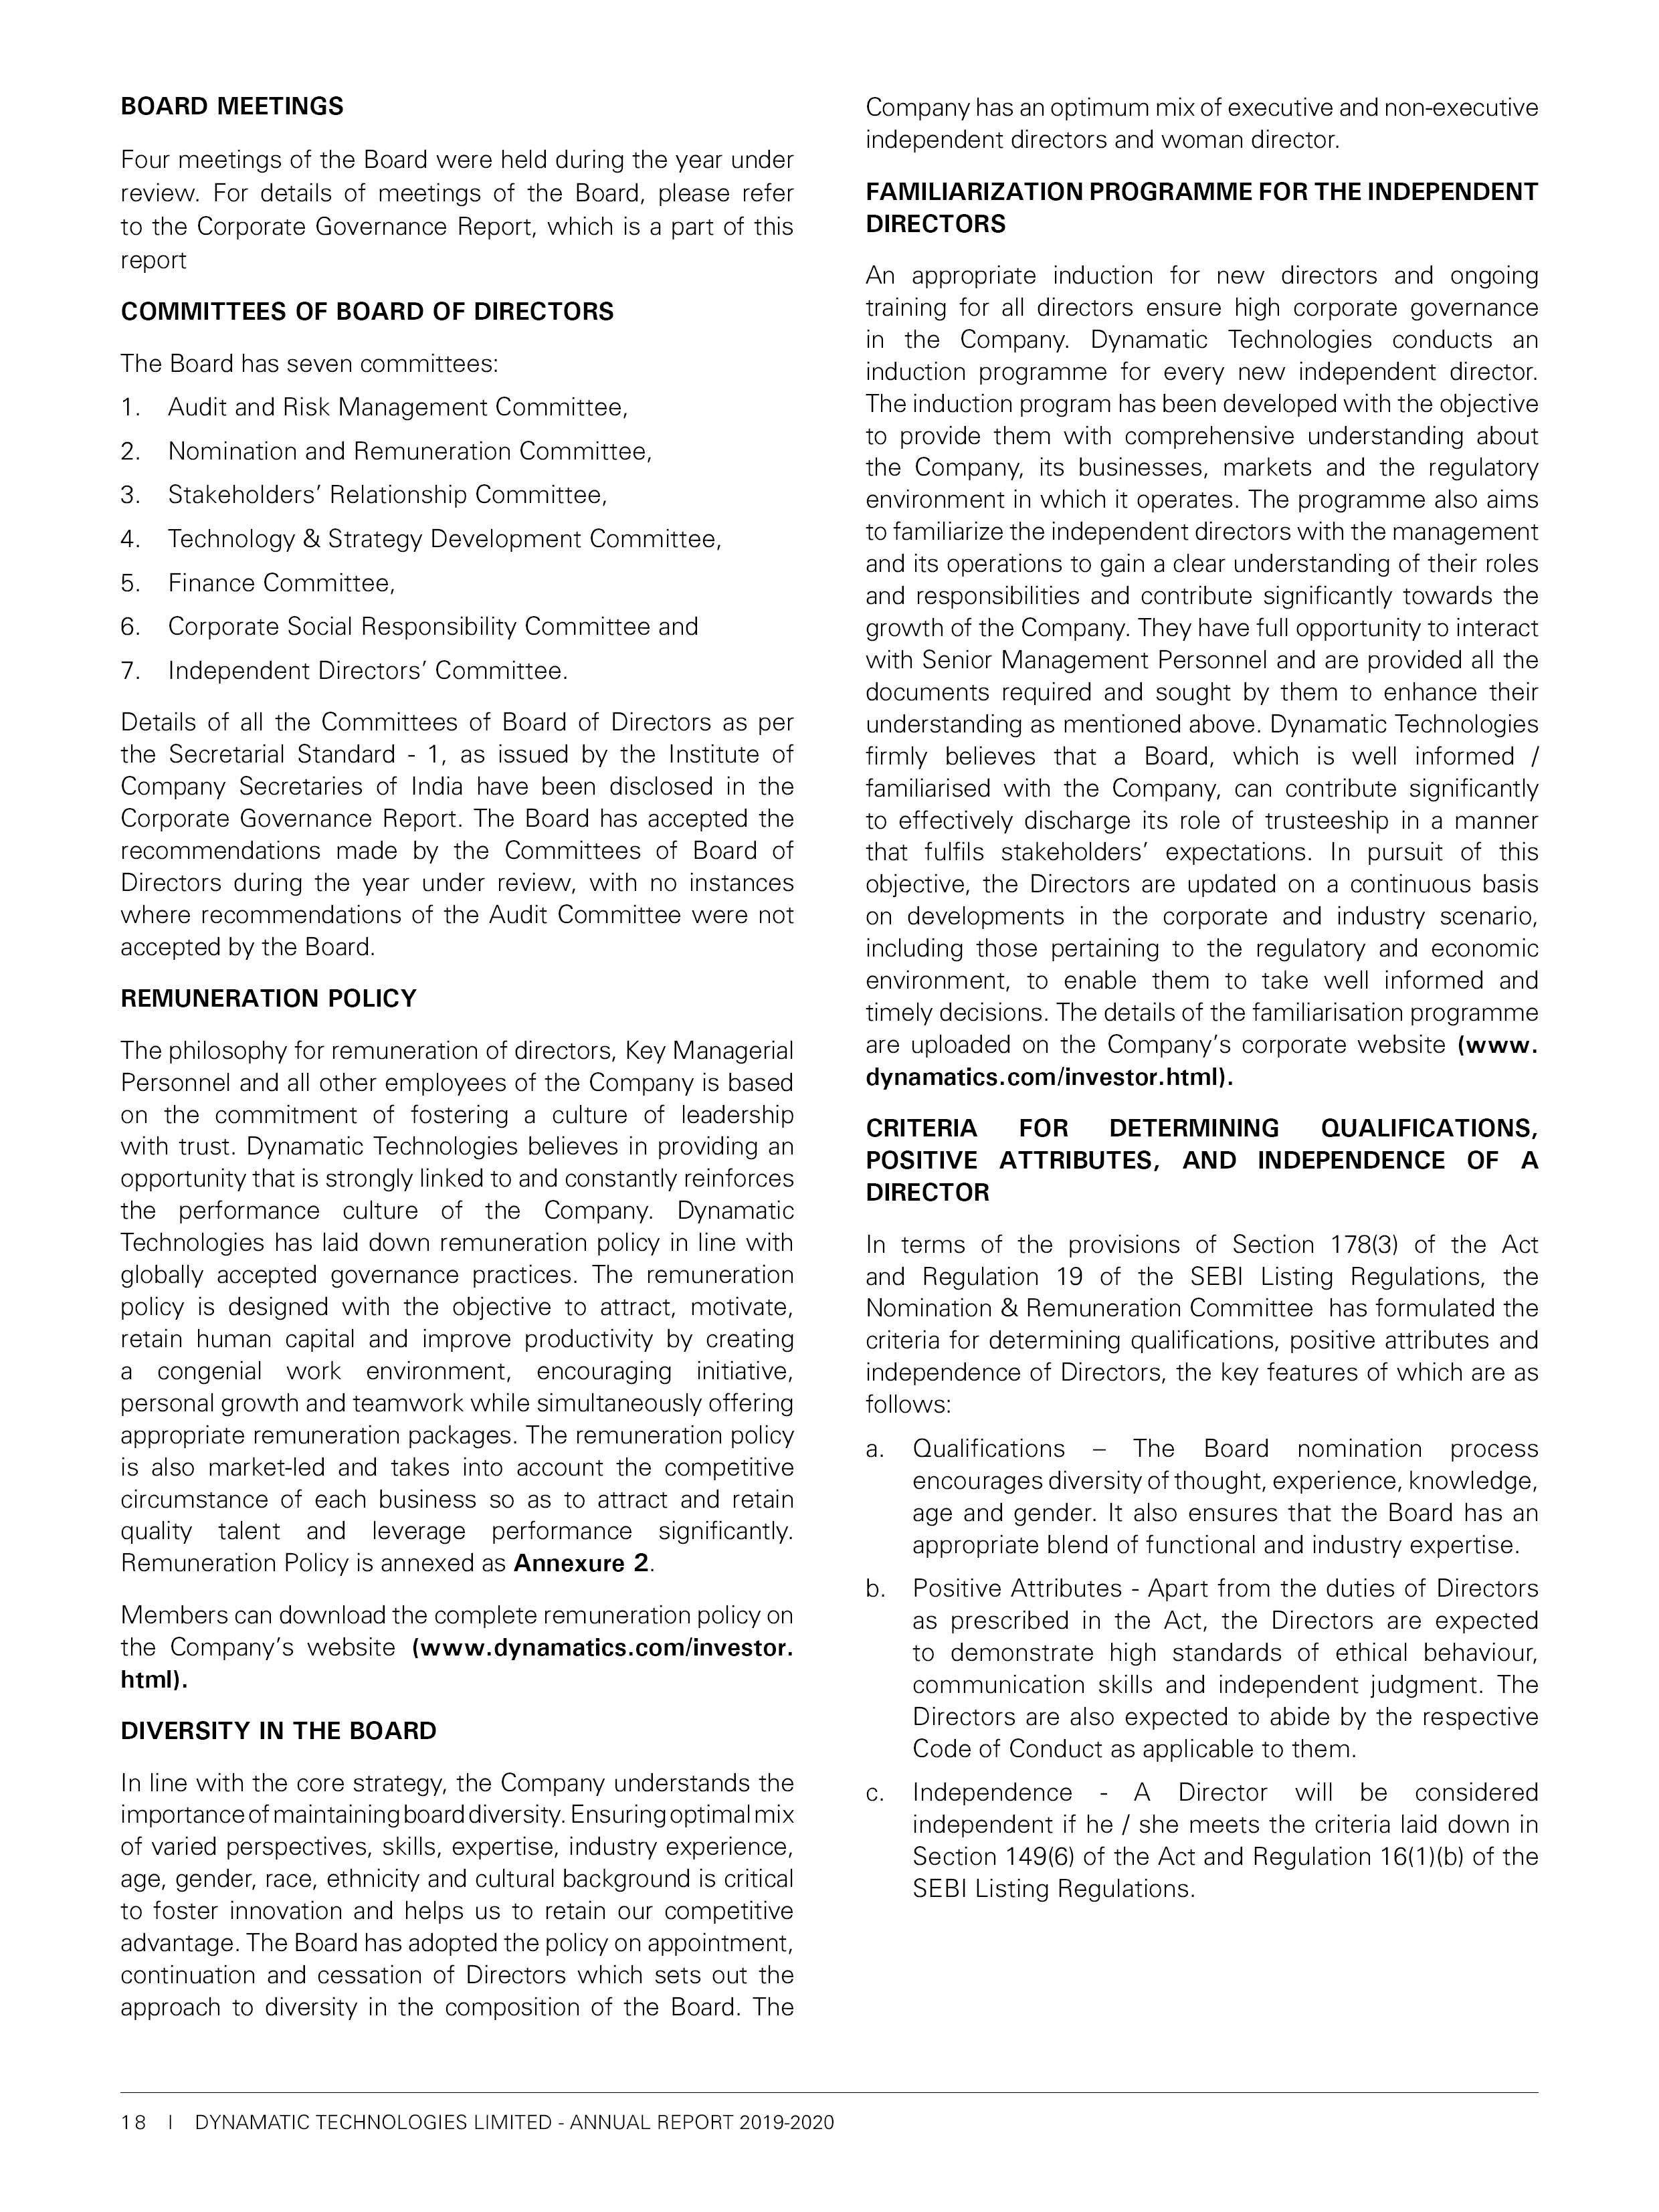 BOARD MEETINGS
Four meetings of the Board were held during the year under
review. For details of meetings of the Board, please refer
to the Corporate Governance Report, which is a part of this
report
COMMITTEES OF BOARD OF DIRECTORS
The Board has seven committees:
1. Audit and Risk Management Committee,
2. Nomination and Remuneration Committee,
3. Stakeholders’ Relationship Committee,
4. Technology & Strategy Development Committee,
5. Finance Committee,
6. Corporate Social Responsibility Committee and
7. Independent Directors’ Committee.
Details of all the Committees of Board of Directors as per
the Secretarial Standard - 1, as issued by the Institute of
Company Secretaries of India have been disclosed in the
Corporate Governance Report. The Board has accepted the
recommendations made by the Committees of Board of
Directors during the year under review, with no instances
where recommendations of the Audit Committee were not
accepted by the Board.
REMUNERATION POLICY
The philosophy for remuneration of directors, Key Managerial
Personnel and all other employees of the Company is based
on the commitment of fostering a culture of leadership
with trust. Dynamatic Technologies believes in providing an
opportunity that is strongly linked to and constantly reinforces
the performance culture of the Company. Dynamatic
Technologies has laid down remuneration policy in line with
globally accepted governance practices. The remuneration
policy is designed with the objective to attract, motivate,
retain human capital and improve productivity by creating
a congenial work environment, encouraging initiative,
personal growth and teamwork while simultaneously offering
appropriate remuneration packages. The remuneration policy
is also market-led and takes into account the competitive
circumstance of each business so as to attract and retain
quality talent and leverage performance significantly.
Remuneration Policy is annexed as Annexure 2.
Members can download the complete remuneration policy on
the Company’s website (www.dynamatics.com/investor.
html).
DIVERSITY IN THE BOARD
In line with the core strategy, the Company understands the
importance of maintaining board diversity. Ensuring optimal mix
of varied perspectives, skills, expertise, industry experience,
age, gender, race, ethnicity and cultural background is critical
to foster innovation and helps us to retain our competitive
advantage. The Board has adopted the policy on appointment,
continuation and cessation of Directors which sets out the
approach to diversity in the composition of the Board. The
Company has an optimum mix of executive and non-executive
independent directors and woman director.
FAMILIARIZATION PROGRAMME FOR THE INDEPENDENT
DIRECTORS
An appropriate induction for new directors and ongoing
training for all directors ensure high corporate governance
in the Company. Dynamatic Technologies conducts an
induction programme for every new independent director.
The induction program has been developed with the objective
to provide them with comprehensive understanding about
the Company, its businesses, markets and the regulatory
environment in which it operates. The programme also aims
to familiarize the independent directors with the management
and its operations to gain a clear understanding of their roles
and responsibilities and contribute significantly towards the
growth of the Company. They have full opportunity to interact
with Senior Management Personnel and are provided all the
documents required and sought by them to enhance their
understanding as mentioned above. Dynamatic Technologies
firmly believes that a Board, which is well informed /
familiarised with the Company, can contribute significantly
to effectively discharge its role of trusteeship in a manner
that fulfils stakeholders’ expectations. In pursuit of this
objective, the Directors are updated on a continuous basis
on developments in the corporate and industry scenario,
including those pertaining to the regulatory and economic
environment, to enable them to take well informed and
timely decisions. The details of the familiarisation programme
are uploaded on the Company’s corporate website (www.
dynamatics.com/investor.html).
CRITERIA FOR DETERMINING QUALIFICATIONS,
POSITIVE ATTRIBUTES, AND INDEPENDENCE OF A
DIRECTOR
In terms of the provisions of Section 178(3) of the Act
and Regulation 19 of the SEBI Listing Regulations, the
Nomination & Remuneration Committee has formulated the
criteria for determining qualifications, positive attributes and
independence of Directors, the key features of which are as
follows:
a. Qualifications – The Board nomination process
encourages diversity of thought, experience, knowledge,
age and gender. It also ensures that the Board has an
appropriate blend of functional and industry expertise.
b. Positive Attributes - Apart from the duties of Directors
as prescribed in the Act, the Directors are expected
to demonstrate high standards of ethical behaviour,
communication skills and independent judgment. The
Directors are also expected to abide by the respective
Code of Conduct as applicable to them.
c. Independence - A Director will be considered
independent if he / she meets the criteria laid down in
Section 149(6) of the Act and Regulation 16(1)(b) of the
SEBI Listing Regulations.
18 I DYNAMATIC TECHNOLOGIES LIMITED - ANNUAL REPORT 2019-2020